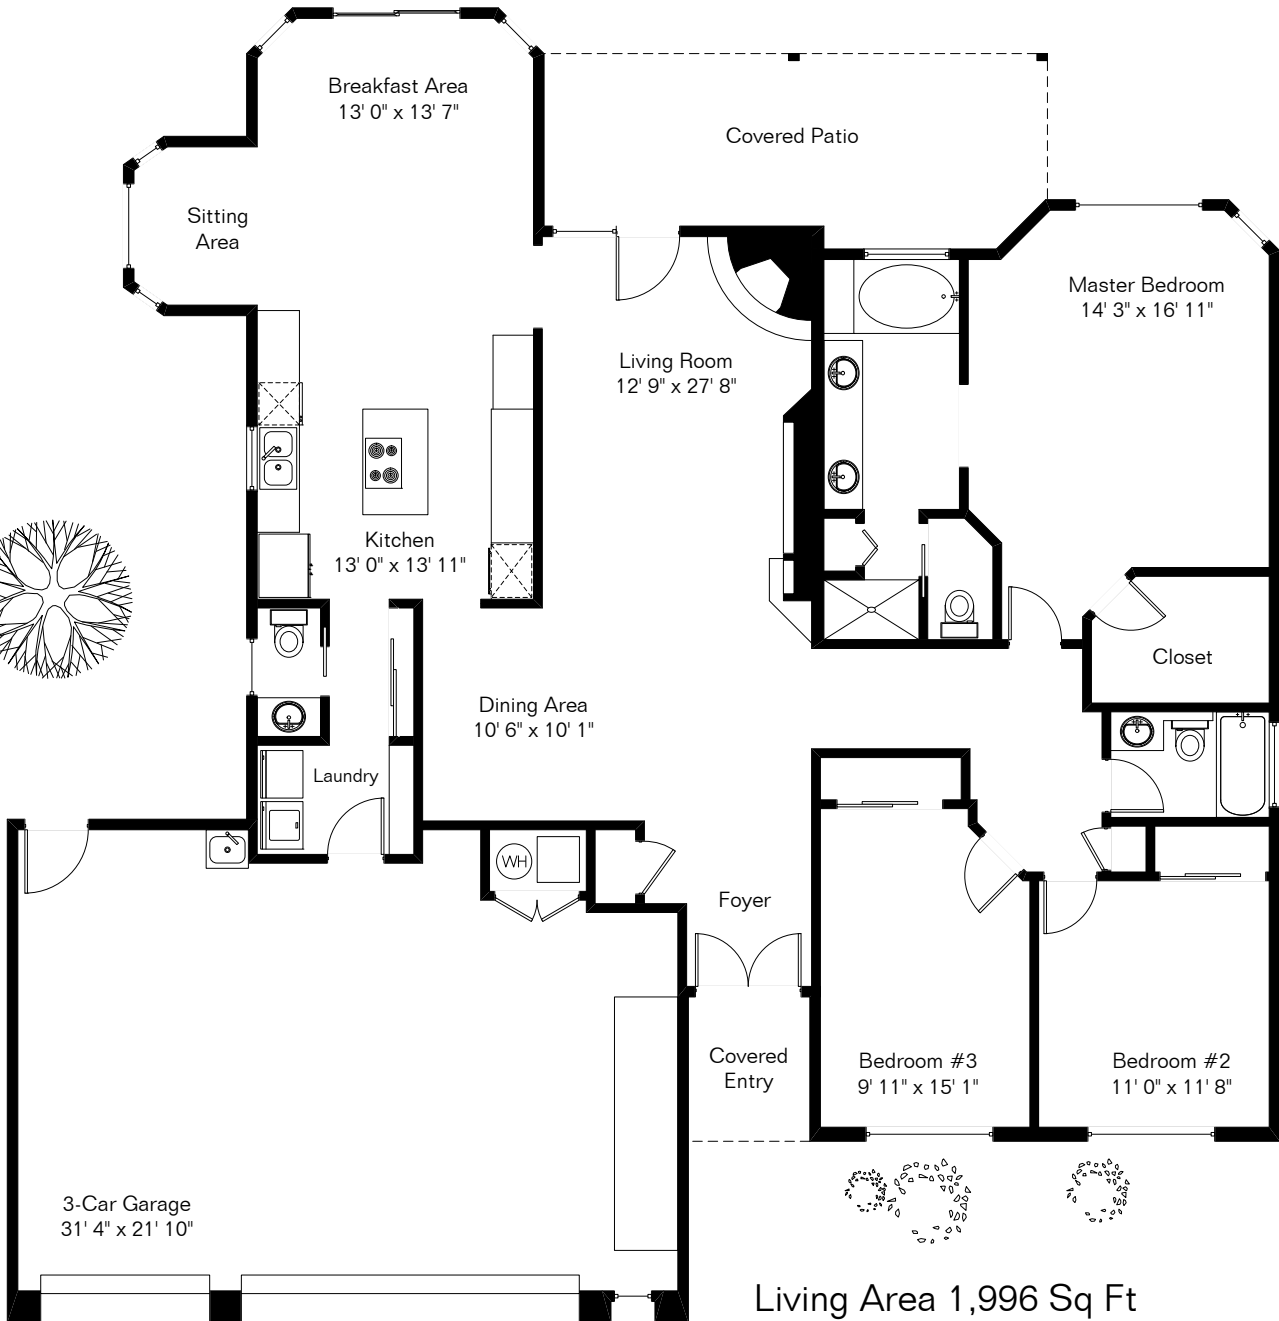 Breakfast Area
13' 0" x 13' 7"
Covered Patio
Sitting
Area
Master Bedroom
14' 3" x 16' 11"
Living Room
12' 9" x 27' 8"
Kitchen
13' 0" x 13' 11"
Closet
Dining Area
10' 6" x 10' 1"
Laundry
WH
Foyer
Covered
Entry
Bedroom #3
9' 11" x 15' 1"
Bedroom #2
11' 0" x 11' 8"
3-Car Garage
31' 4" x 21' 10"
Living Area 1,996 Sq Ft